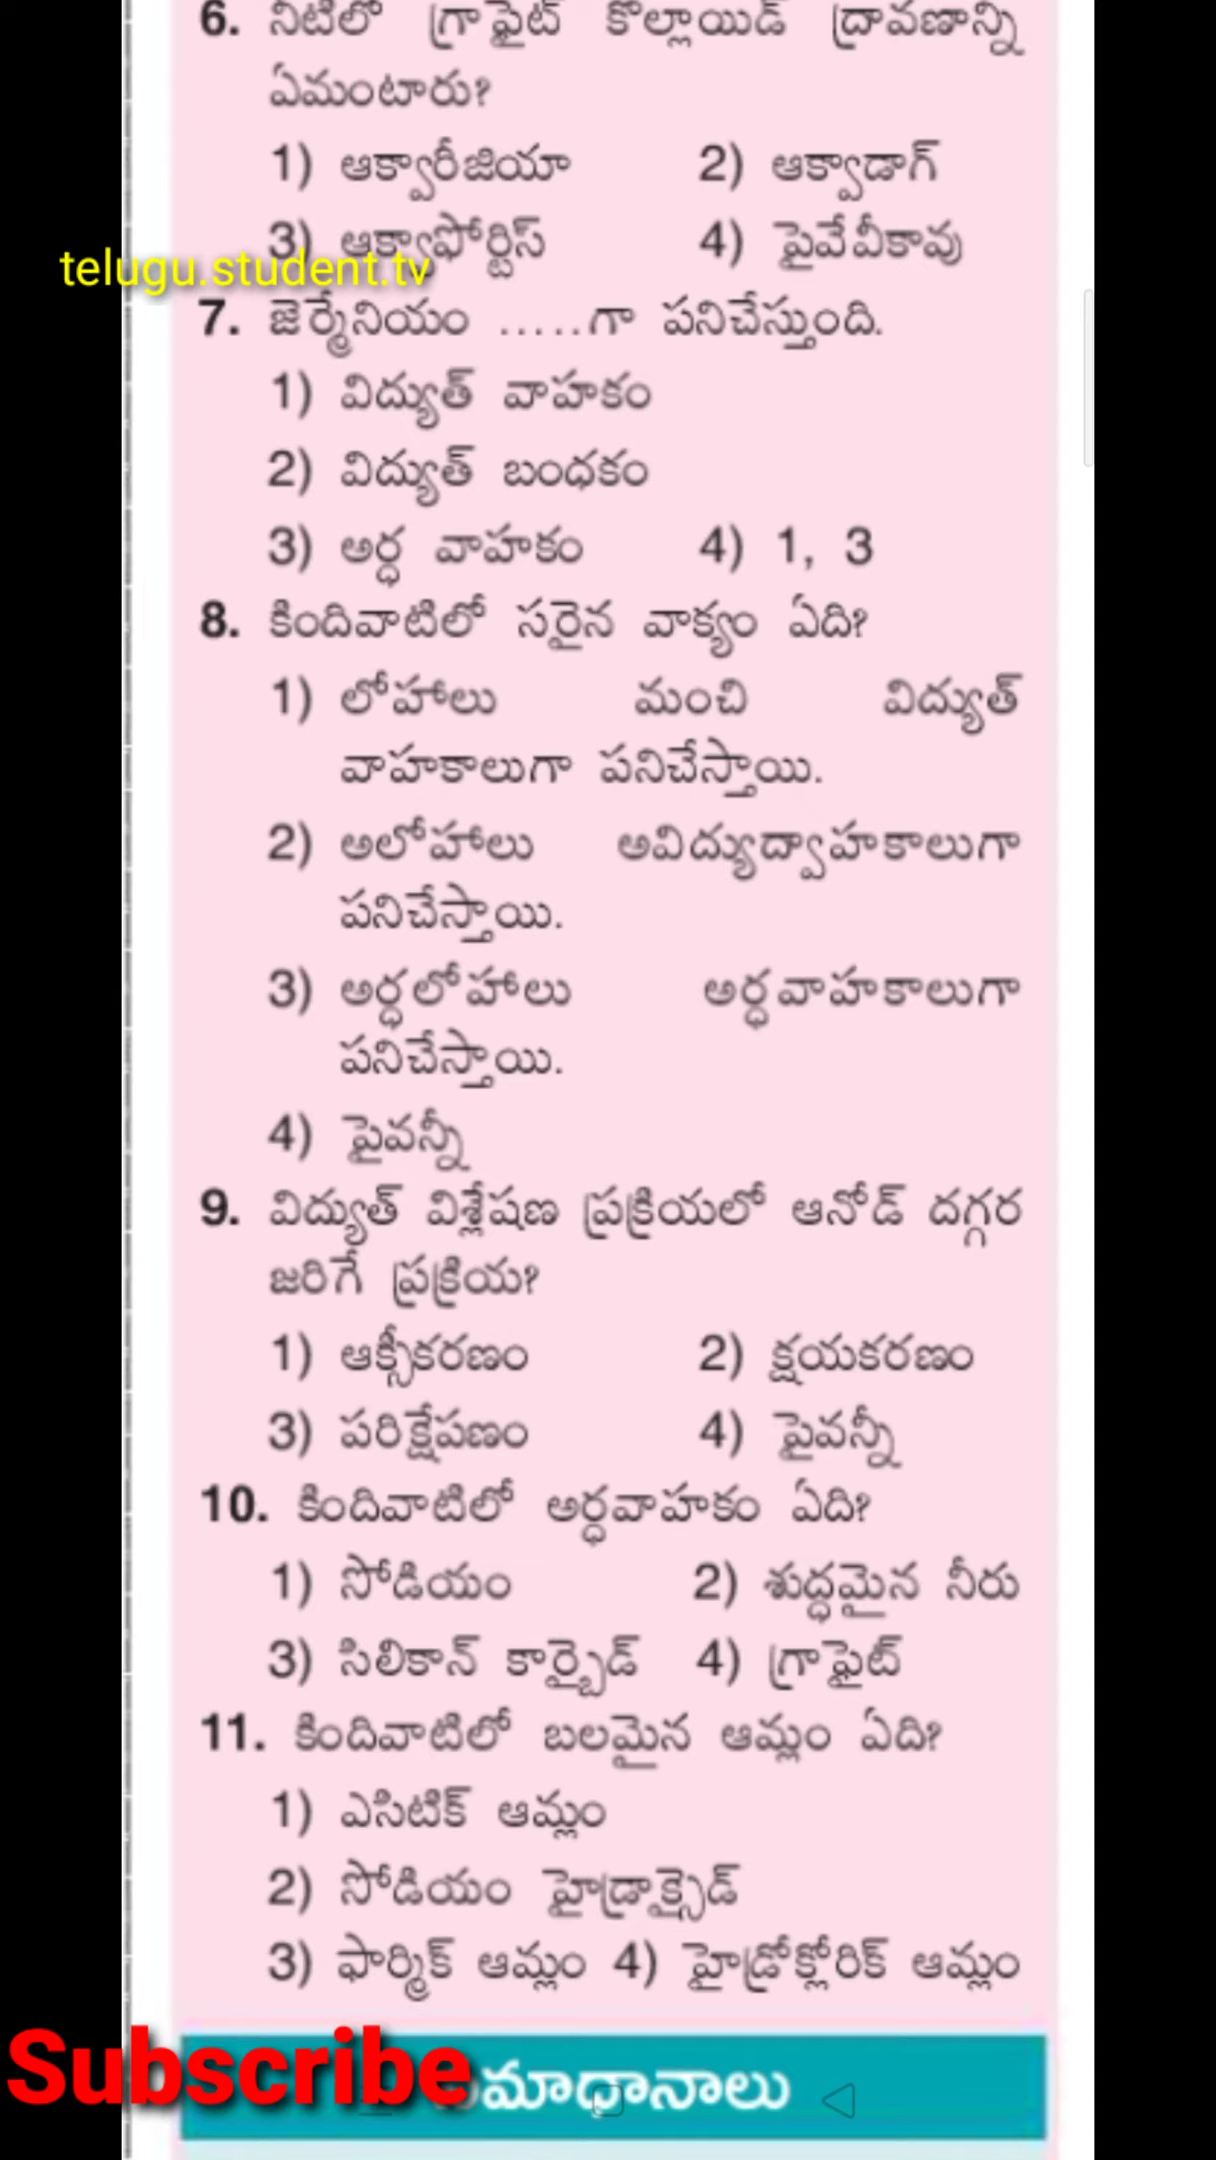 6. నీటిలో గ్రాఫైట్ కొల్లాయిడ్ ద్రావణాన్ని
ఏమంటారు?
1) ఆక్వారీజియా 2) ఆక్వాడాగ్
3) ఆక్వాఫోర్టిస్ 4) పైవేవీకావు
telugu.student.tv
7. జెర్మేనియం .....గా పనిచేస్తుంది.
1) విద్యుత్ వాహకం
2) విద్యుత్ బంధకం
3) అర్ధ వాహకం 4) 1, 3
8. కిందివాటిలో సరైన వాక్యం ఏది?
1) లోహాలు మంచి విద్యుత్
వాహకాలుగా పనిచేస్తాయి.
2) అలోహాలు అవిద్యుద్వాహకాలుగా
పనిచేస్తాయి.
3) అర్ధలోహాలు అర్ధవాహకాలుగా
పనిచేస్తాయి.
4) పైవన్నీ
9. విద్యుత్ విశ్లేషణ ప్రక్రియలో ఆనోడ్ దగ్గర
జరిగే ప్రక్రియ?
1) ఆక్సీకరణం 2) క్షయకరణం
3) పరిక్షేపణం 4) పైవన్నీ
10. కిందివాటిలో అర్ధవాహకం ఏది?
1) సోడియం 2) శుద్ధమైన నీరు
3) సిలికాన్ కార్బైడ్ 4) గ్రాఫైట్
11. కిందివాటిలో బలమైన ఆమ్లం ఏది?
1) ఎసిటిక్ ఆమ్లం
2) సోడియం హైడ్రాక్సైడ్
3) ఫార్మిక్ ఆమ్లం 4) హైడ్రోక్లోరిక్ ఆమ్లం
Subscribe
సమాధానాలు